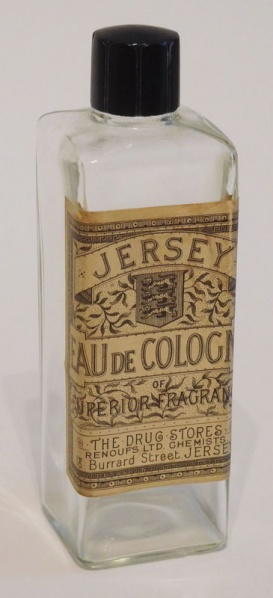 JERSEY
EAU DE COLOGN
OF
SUPERIOR FRAGRAN
THE DRUG STORES
RENOUFS LTD. CHEMISTS
Burrard Street JERSE